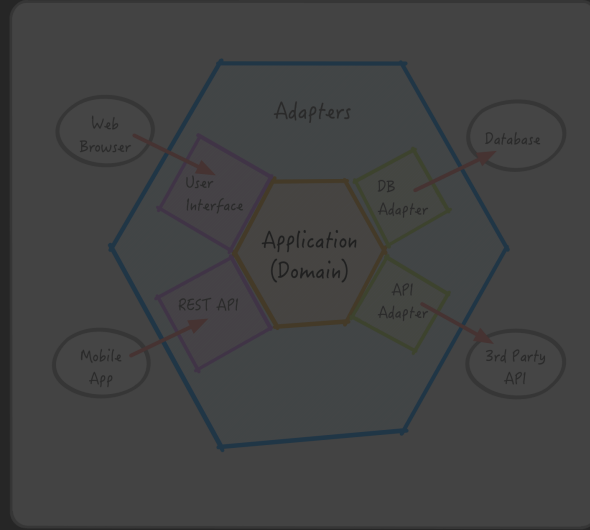 Adapters
Web
Browser
Database
User
Interface
DB
Adapter
Application
(Domain)
REST API
API
Adapter
Mobile
App
3rd Party
API